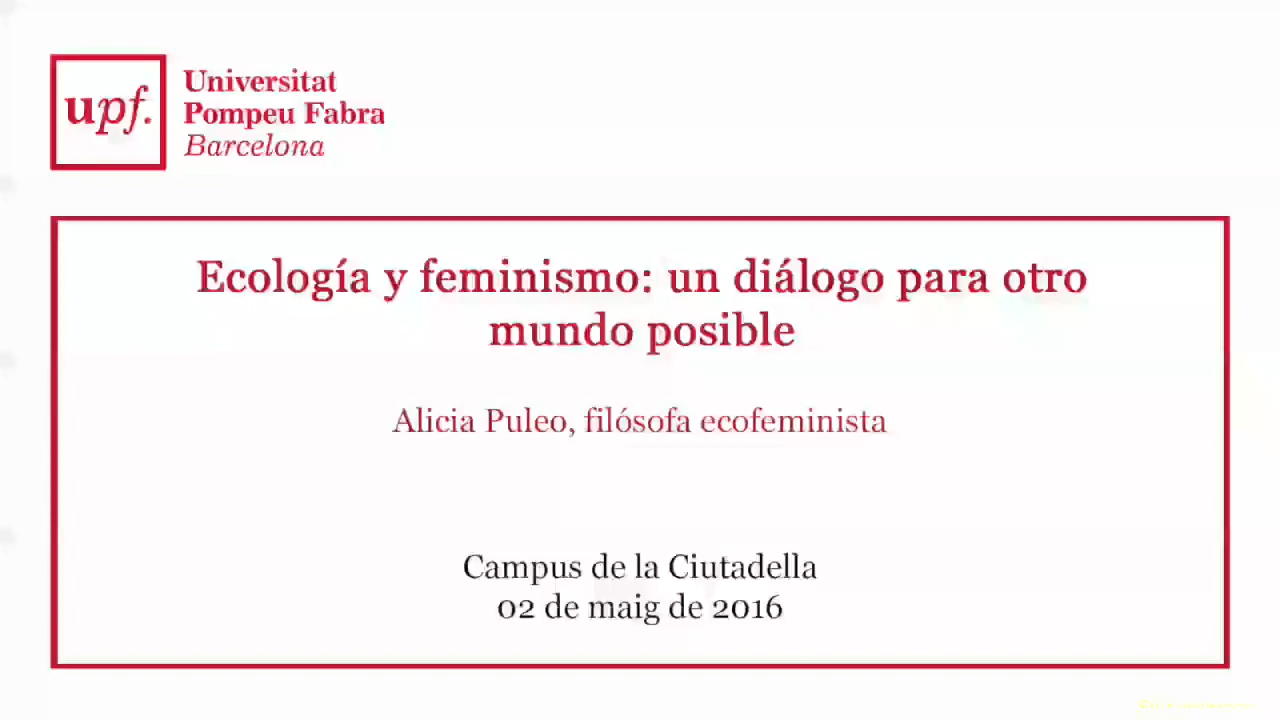 upf.
Universitat
Pompeu Fabra
Barcelona
Ecología y feminismo: un diálogo para otro
mundo posible
Alicia Puleo, filósofa ecofeminista
Campus de la Ciutadella
02 de maig de 2016